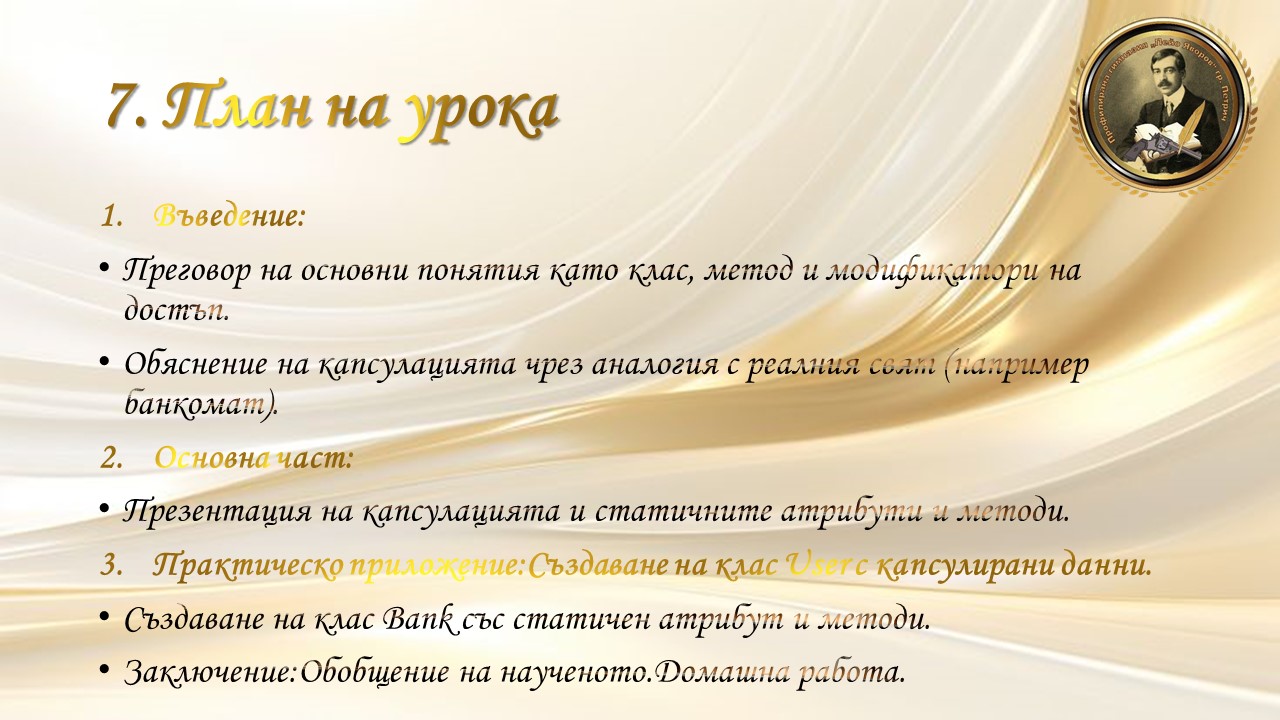 Профилирана гимназия „Пейо Яворов“ гр. Петрич
7. План на урока
1. Въведение:
• Преговор на основни понятия като клас, метод и модификатори на
достъп.
• Обяснение на капсулацията чрез аналогия с реалния свят (например
банкомат).
2. Основна част:
• Презентация на капсулацията и статичните атрибути и методи.
3. Практическо приложение:Създаване на клас User с капсулирани данни.
• Създаване на клас Bank със статичен атрибут и методи.
• Заключение:Обобщение на наученото.Домашна работа.